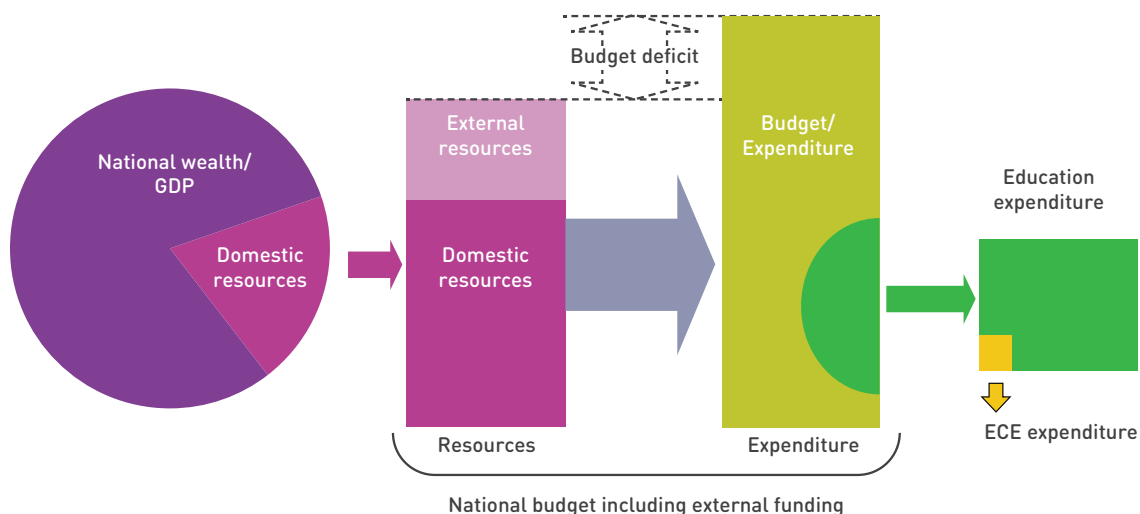 Budget deficit
National wealth/
GDP
Domestic
resources
External
resources
Domestic
resources
Budget/
Expenditure
Education
expenditure
ECE expenditure
Resources
Expenditure
National budget including external funding